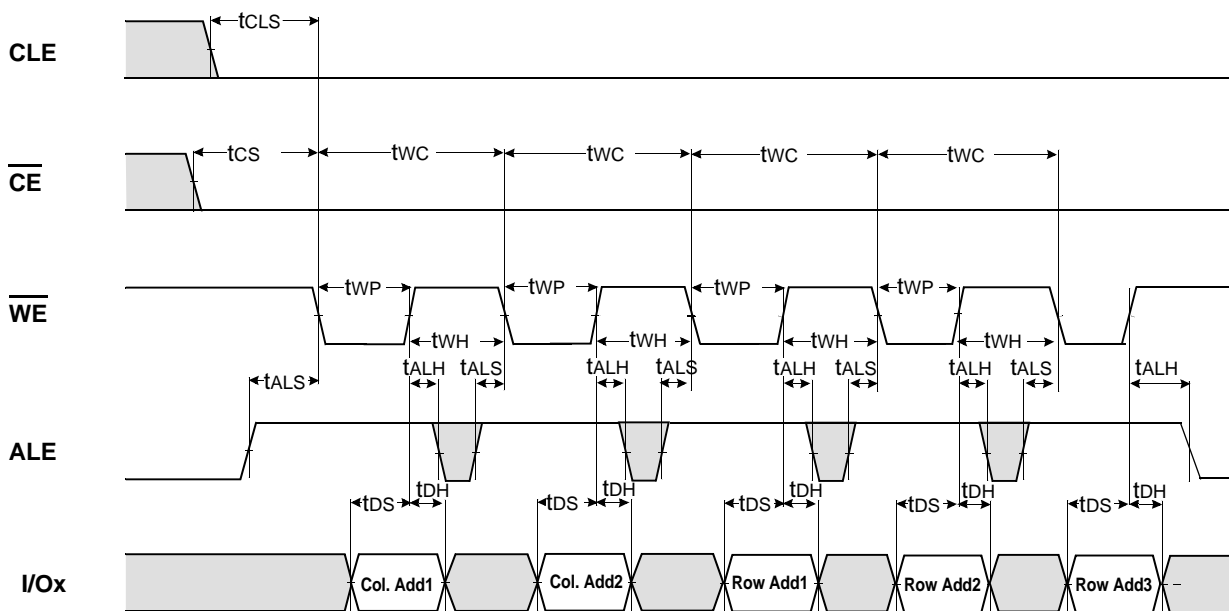 tCLS
CLE
tCS tWC tWC tWC tWC
CE
tWP tWP tWP tWP
WE
tWH tWH tWH tWH
tALS tALH tALS tALH tALS tALH tALS tALH tALS tALH
ALE
tDS tDH tDS tDH tDS tDH tDS tDH tDS tDH
I/Ox Col. Add1 Col. Add2 Row Add1 Row Add2 Row Add3